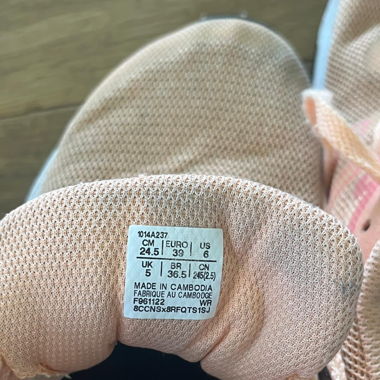 1014A237
CM EURO US
24.5 39 6
UK BR CN
5 36.5 245(2.5)
MADE IN CAMBODIA
FABRIQUE AU CAMBODGE
F961122 WR
8CCNSx8RFQTS1SJ